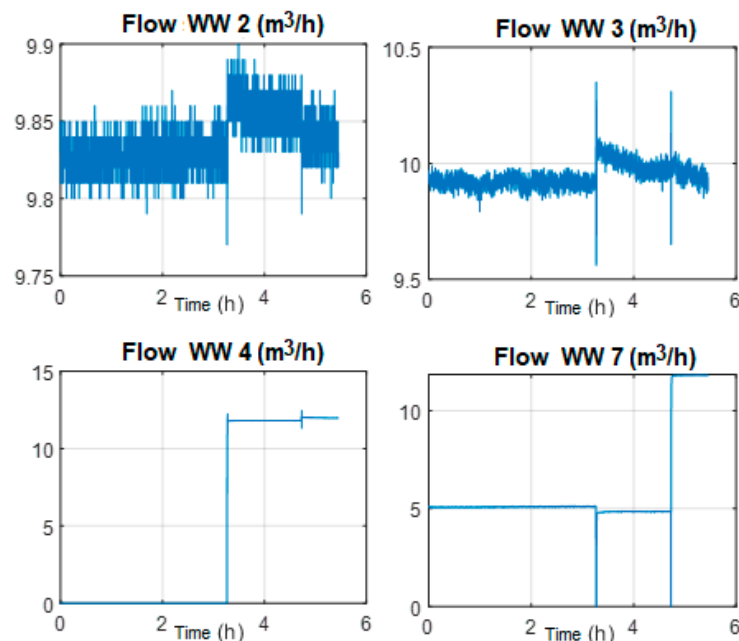 Flow WW 2 (m³/h)
9.9
9.85
9.8
9.75
0 2 4 6
Time (h)
Flow WW 3 (m³/h)
10.5
10
9.5
0 2 4 6
Time (h)
Flow WW 4 (m³/h)
15
10
5
0
0 2 4 6
Time (h)
Flow WW 7 (m³/h)
10
5
0
0 2 4 6
Time (h)